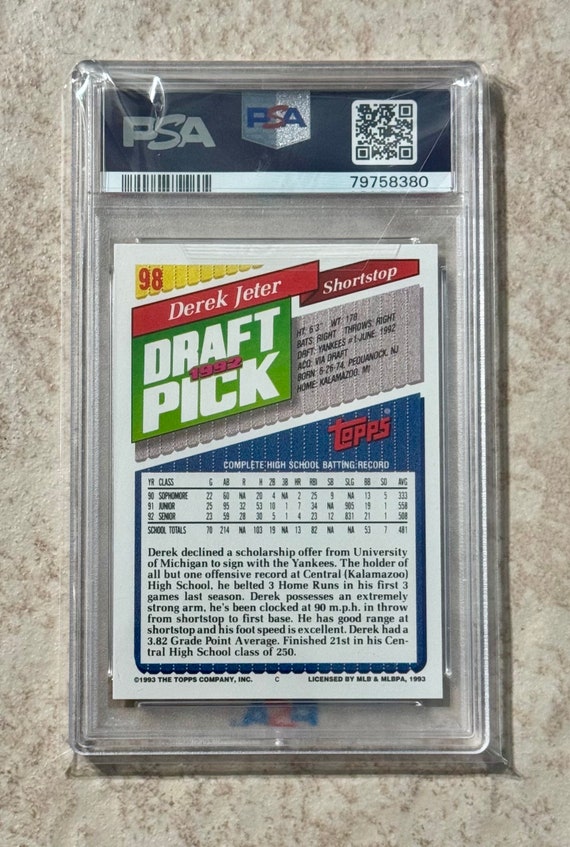 PSA
PSA
79758380
98
Derek Jeter
Shortstop
DRAFT
1992
PICK
HT: 6'3" WT: 178
BATS: RIGHT THROWS: RIGHT
DRAFT: YANKEES #1-JUNE, 1992
ACQ: VIA DRAFT
BORN: 6-26-74, PEQUANOCK, NJ
HOME: KALAMAZOO, MI
Topps®
COMPLETE HIGH SCHOOL BATTING RECORD
YR CLASS G AB R H 2B 3B HR RBI SB SLG BB SO AVG
90 SOPHOMORE 22 60 NA 20 4 NA 2 25 9 NA 13 5 .333
91 JUNIOR 25 95 32 53 10 1 7 34 NA .905 19 1 .558
92 SENIOR 23 59 28 30 5 1 4 23 12 .831 21 1 .508
SCHOOL TOTALS 70 214 NA 103 19 NA 13 82 NA NA 53 7 .481
Derek declined a scholarship offer from University
of Michigan to sign with the Yankees. The holder of
all but one offensive record at Central (Kalamazoo)
High School, he belted 3 Home Runs in his first 3
games last season. Derek possesses an extremely
strong arm, he's been clocked at 90 m.p.h. in throw
from shortstop to first base. He has good range at
shortstop and his foot speed is excellent. Derek had a
3.82 Grade Point Average. Finished 21st in his Cen-
tral High School class of 250.
©1993 THE TOPPS COMPANY, INC. C LICENSED BY MLB & MLBPA, 1993
PSA